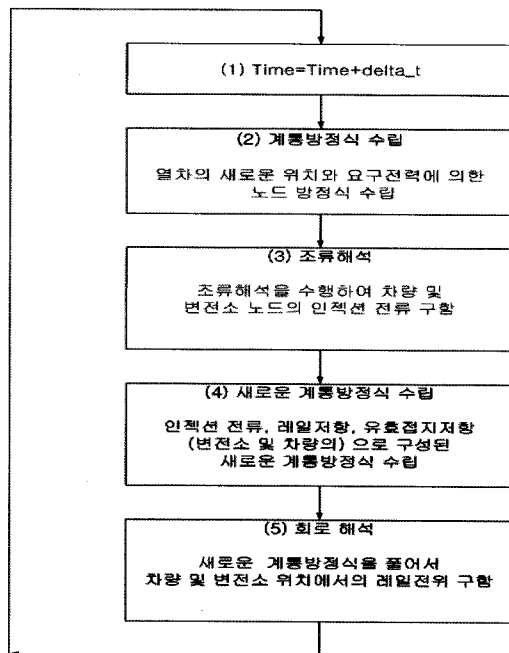 (1) Time=Time+delta_t
(2) 계통방정식 수립
열차의 새로운 위치와 요구전력에 의한
노드 방정식 수립
(3) 조류해석
조류해석을 수행하여 차량 및
변전소 노드의 인젝션 전류 구함
(4) 새로운 계통방정식 수립
인젝션 전류, 레일저항, 유효접지저항
(변전소 및 차량의) 으로 구성된
새로운 계통방정식 수립
(5) 회로 해석
새로운 계통방정식을 풀어서
차량 및 변전소 위치에서의 레일전위 구함